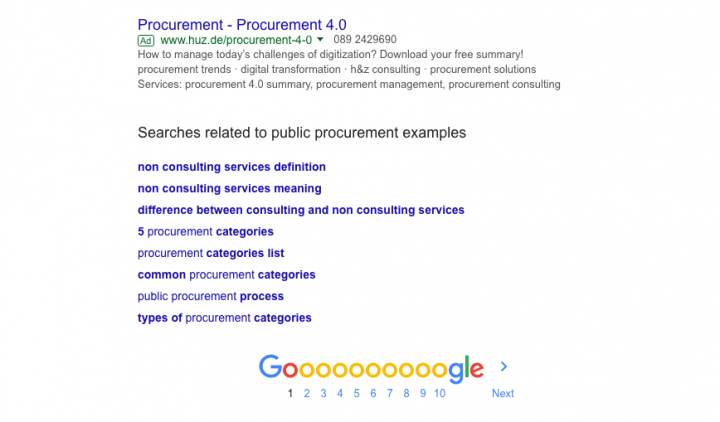 Procurement - Procurement 4.0
Ad www.huz.de/procurement-4-0 089 2429690
How to manage today's challenges of digitization? Download your free summary!
procurement trends · digital transformation · h&z consulting · procurement solutions
Services: procurement 4.0 summary, procurement management, procurement consulting
Searches related to public procurement examples
non consulting services definition
non consulting services meaning
difference between consulting and non consulting services
5 procurement categories
procurement categories list
common procurement categories
public procurement process
types of procurement categories
Goooooooooogle
1 2 3 4 5 6 7 8 9 10 Next